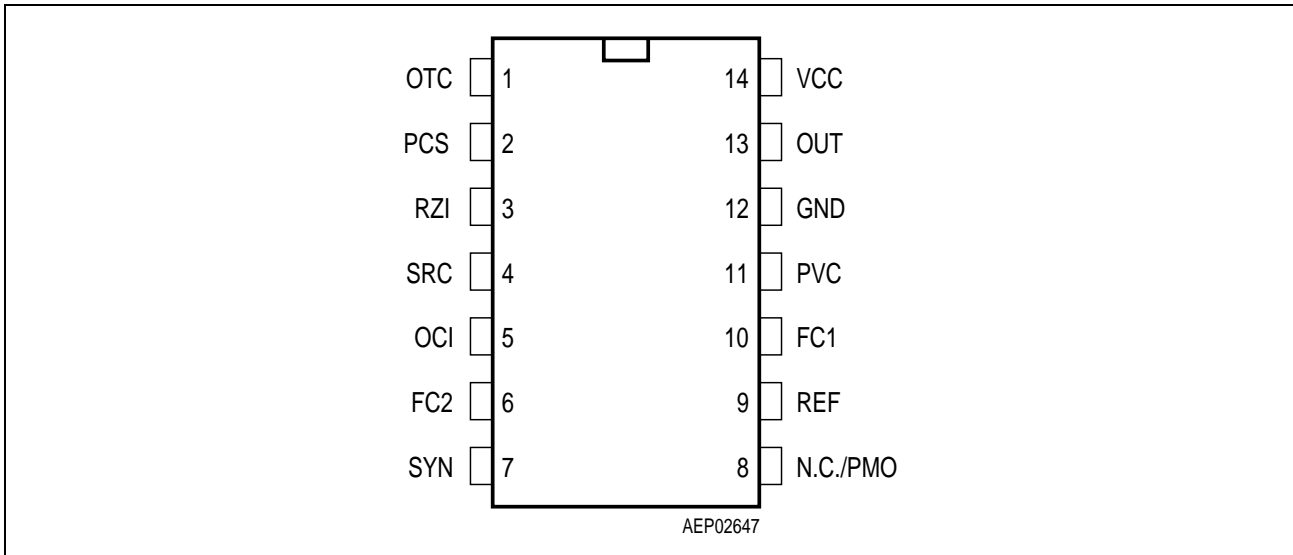 OTC 1 14 VCC
PCS 2 13 OUT
RZI 3 12 GND
SRC 4 11 PVC
OCI 5 10 FC1
FC2 6 9 REF
SYN 7 8 N.C./PMO
AEP02647